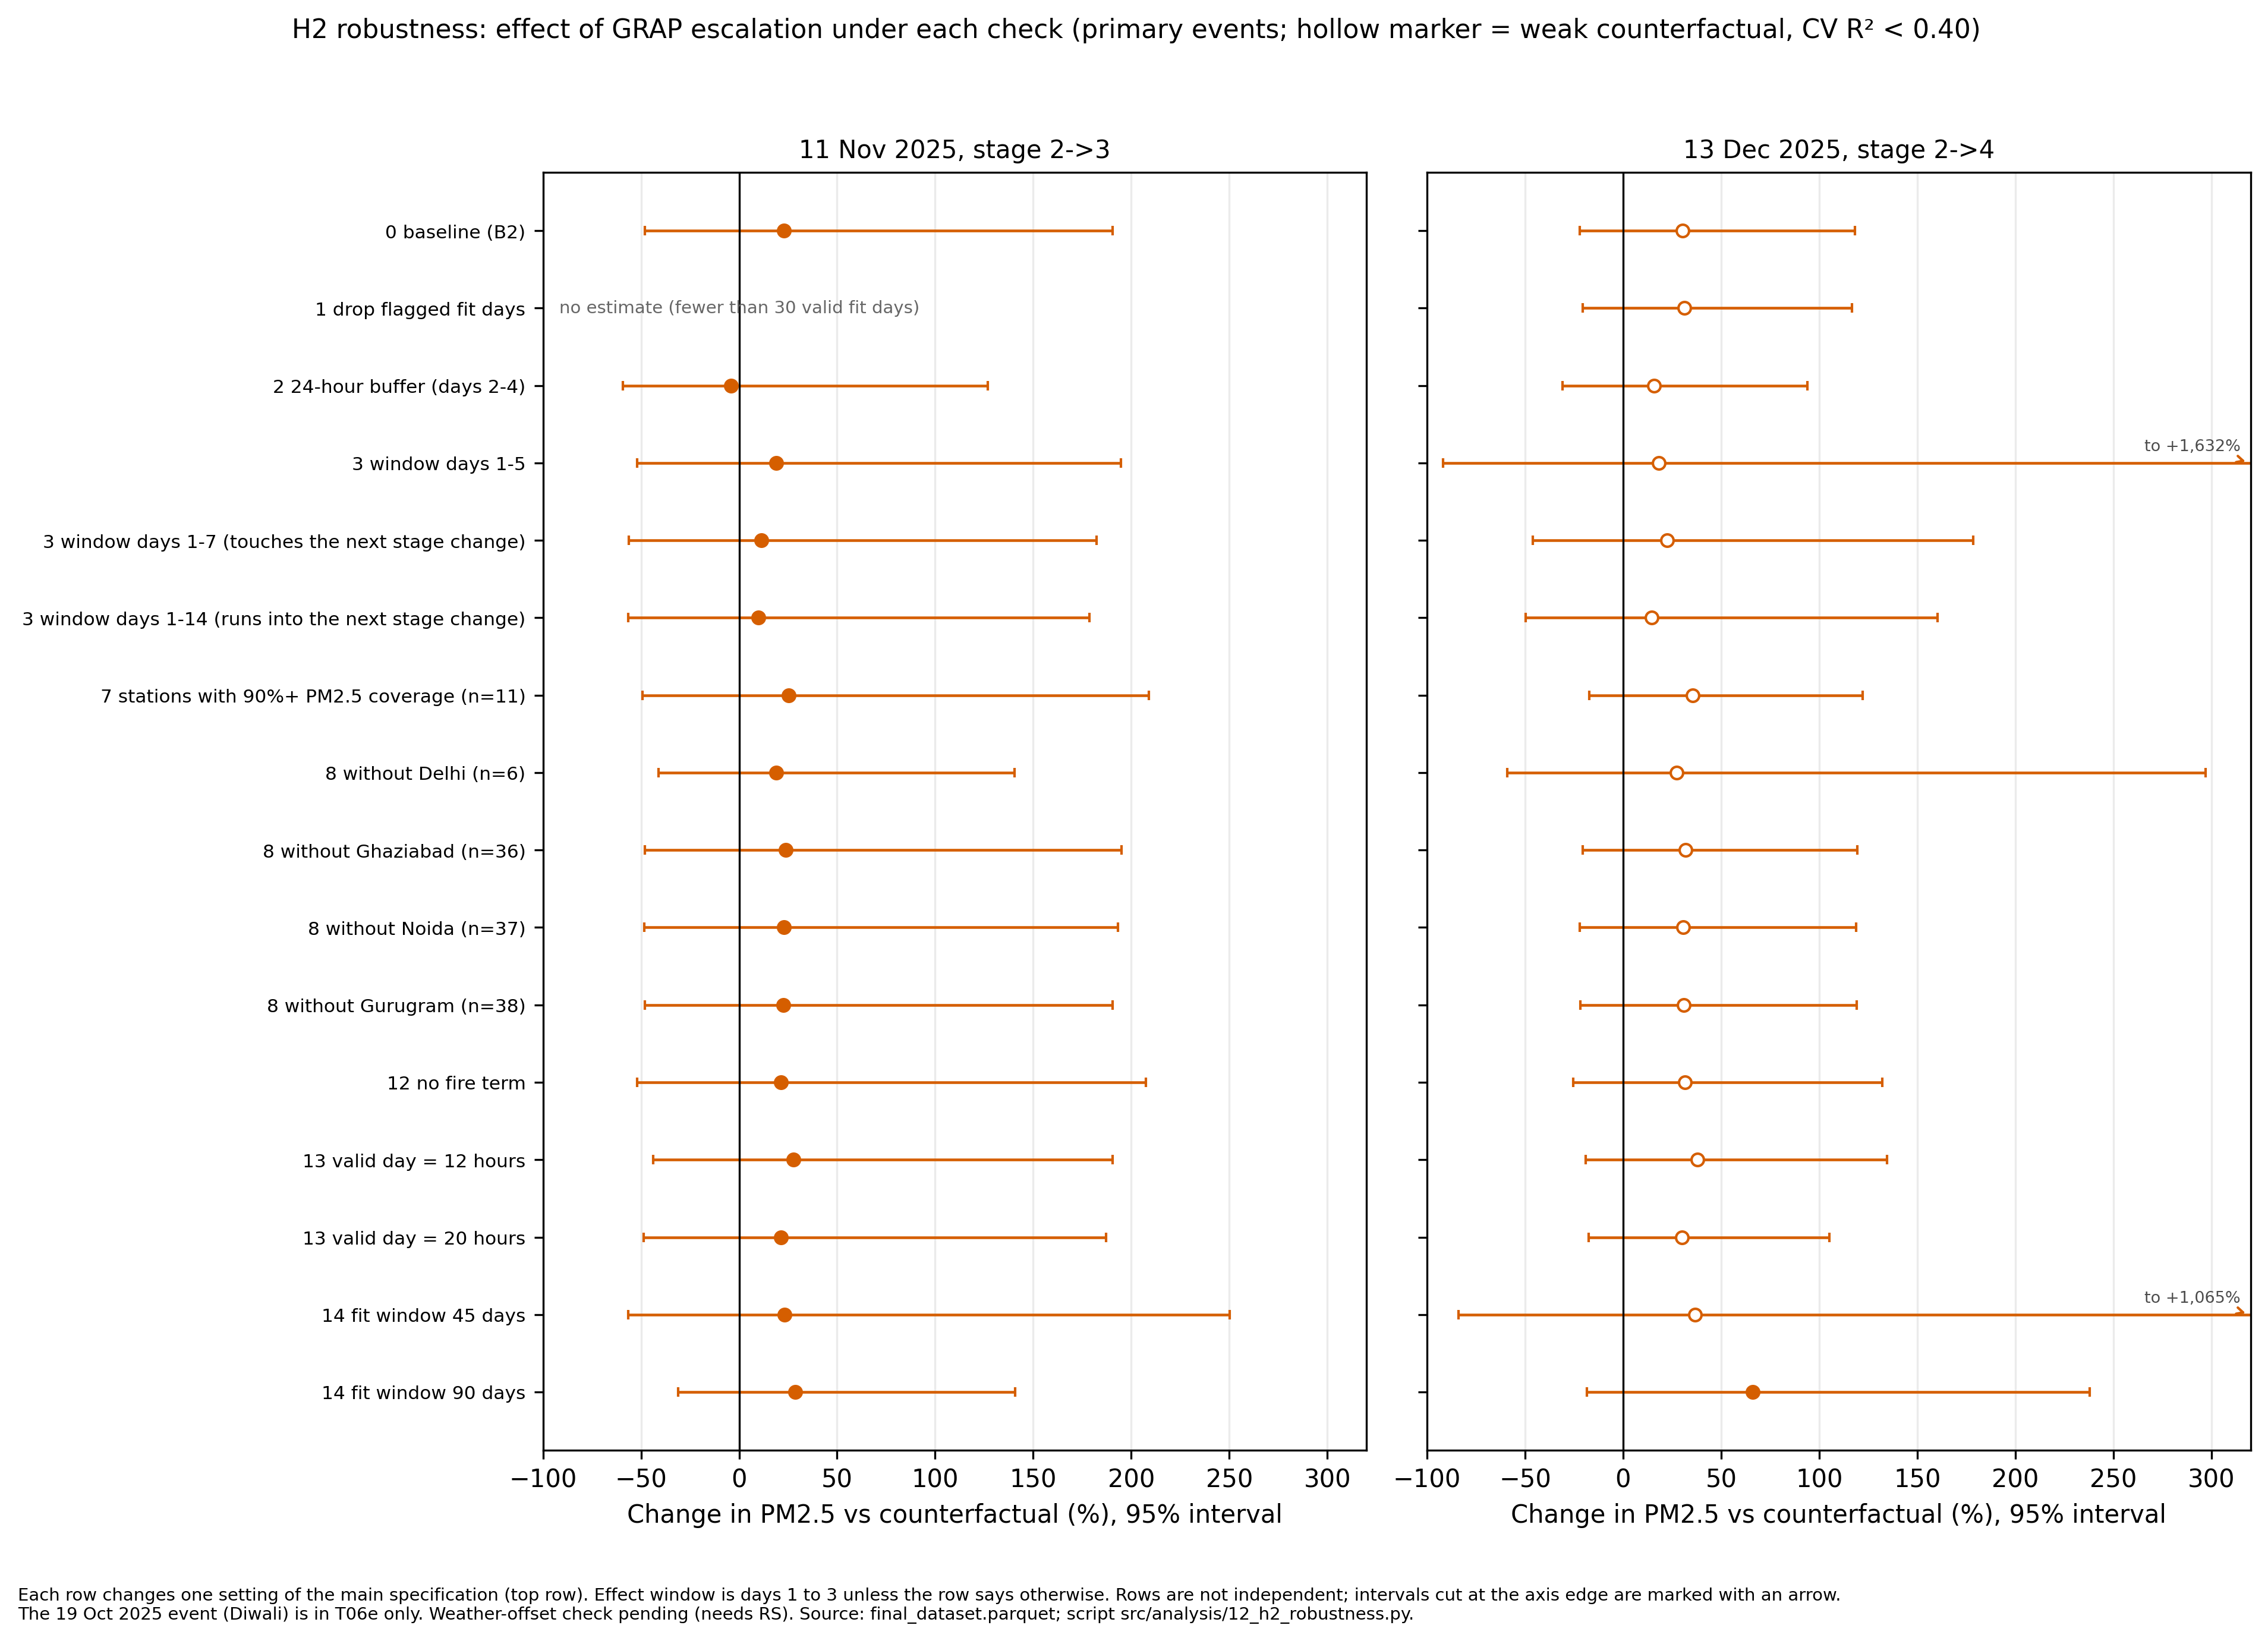 H2 robustness: effect of GRAP escalation under each check (primary events; hollow marker = weak counterfactual, CV R² < 0.40)
11 Nov 2025, stage 2->3
13 Dec 2025, stage 2->4
0 baseline (B2)
1 drop flagged fit days
no estimate (fewer than 30 valid fit days)
2 24-hour buffer (days 2-4)
3 window days 1-5
to +1,632%
3 window days 1-7 (touches the next stage change)
3 window days 1-14 (runs into the next stage change)
7 stations with 90%+ PM2.5 coverage (n=11)
8 without Delhi (n=6)
8 without Ghaziabad (n=36)
8 without Noida (n=37)
8 without Gurugram (n=38)
12 no fire term
13 valid day = 12 hours
13 valid day = 20 hours
14 fit window 45 days
to +1,065%
14 fit window 90 days
−100 −50 0 50 100 150 200 250 300
−100 −50 0 50 100 150 200 250 300
Change in PM2.5 vs counterfactual (%), 95% interval
Change in PM2.5 vs counterfactual (%), 95% interval
Each row changes one setting of the main specification (top row). Effect window is days 1 to 3 unless the row says otherwise. Rows are not independent; intervals cut at the axis edge are marked with an arrow.
The 19 Oct 2025 event (Diwali) is in T06e only. Weather-offset check pending (needs RS). Source: final_dataset.parquet; script src/analysis/12_h2_robustness.py.